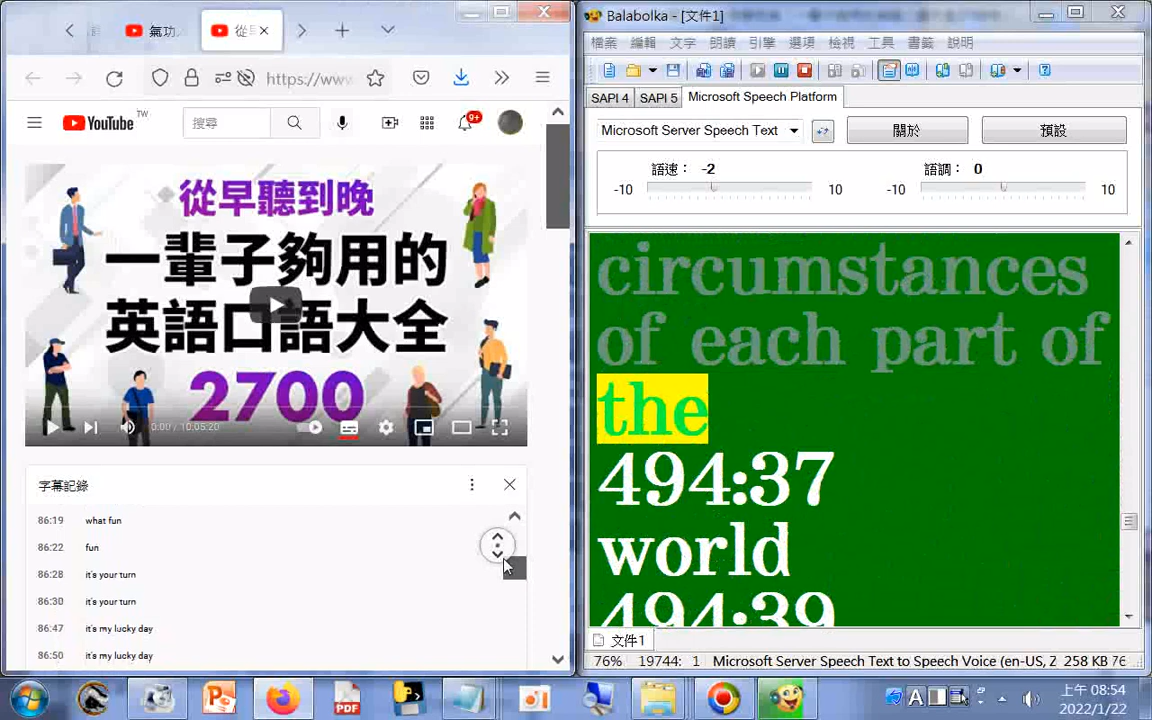 氣功
從
https://www
YouTube TW
搜尋
9+
從早聽到晚
一輩子夠用的
英語口語大全
2700
0:00 / 10:05:20
字幕記錄
86:19 what fun
86:22 fun
86:28 it's your turn
86:30 it's your turn
86:47 it's my lucky day
86:50 it's my lucky day
Balabolka - [文件1]
檔案 編輯 文字 朗讀 引擎 選項 檢視 工具 書籤 說明
SAPI 4 SAPI 5 Microsoft Speech Platform
Microsoft Server Speech Text 關於 預設
語速： -2 語調： 0
-10 10 -10 10
circumstances
of each part of
the
494:37
world
494:39
文件1
76% 19744: 1 Microsoft Server Speech Text to Speech Voice (en-US, Z 258 KB 76
PDF
A
上午 08:54
2022/1/22